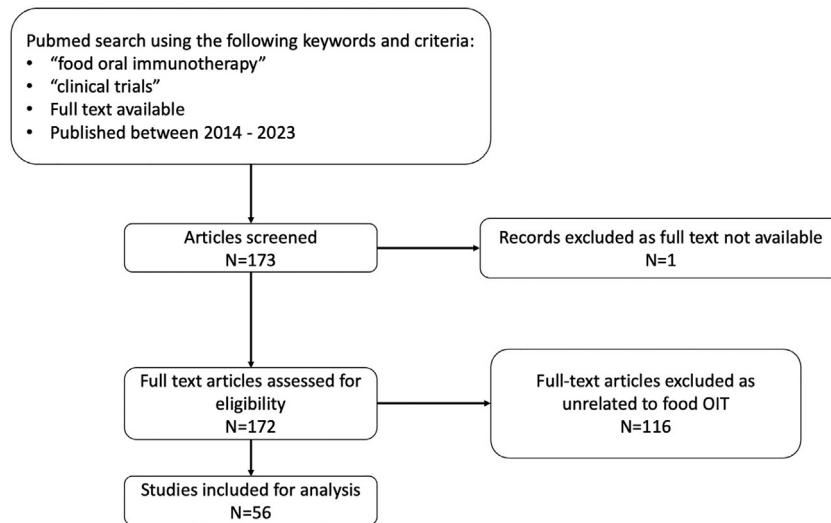 Pubmed search using the following keywords and criteria:
• “food oral immunotherapy”
• “clinical trials”
• Full text available
• Published between 2014 - 2023
Articles screened
N=173
Records excluded as full text not available
N=1
Full text articles assessed for
eligibility
N=172
Full-text articles excluded as
unrelated to food OIT
N=116
Studies included for analysis
N=56